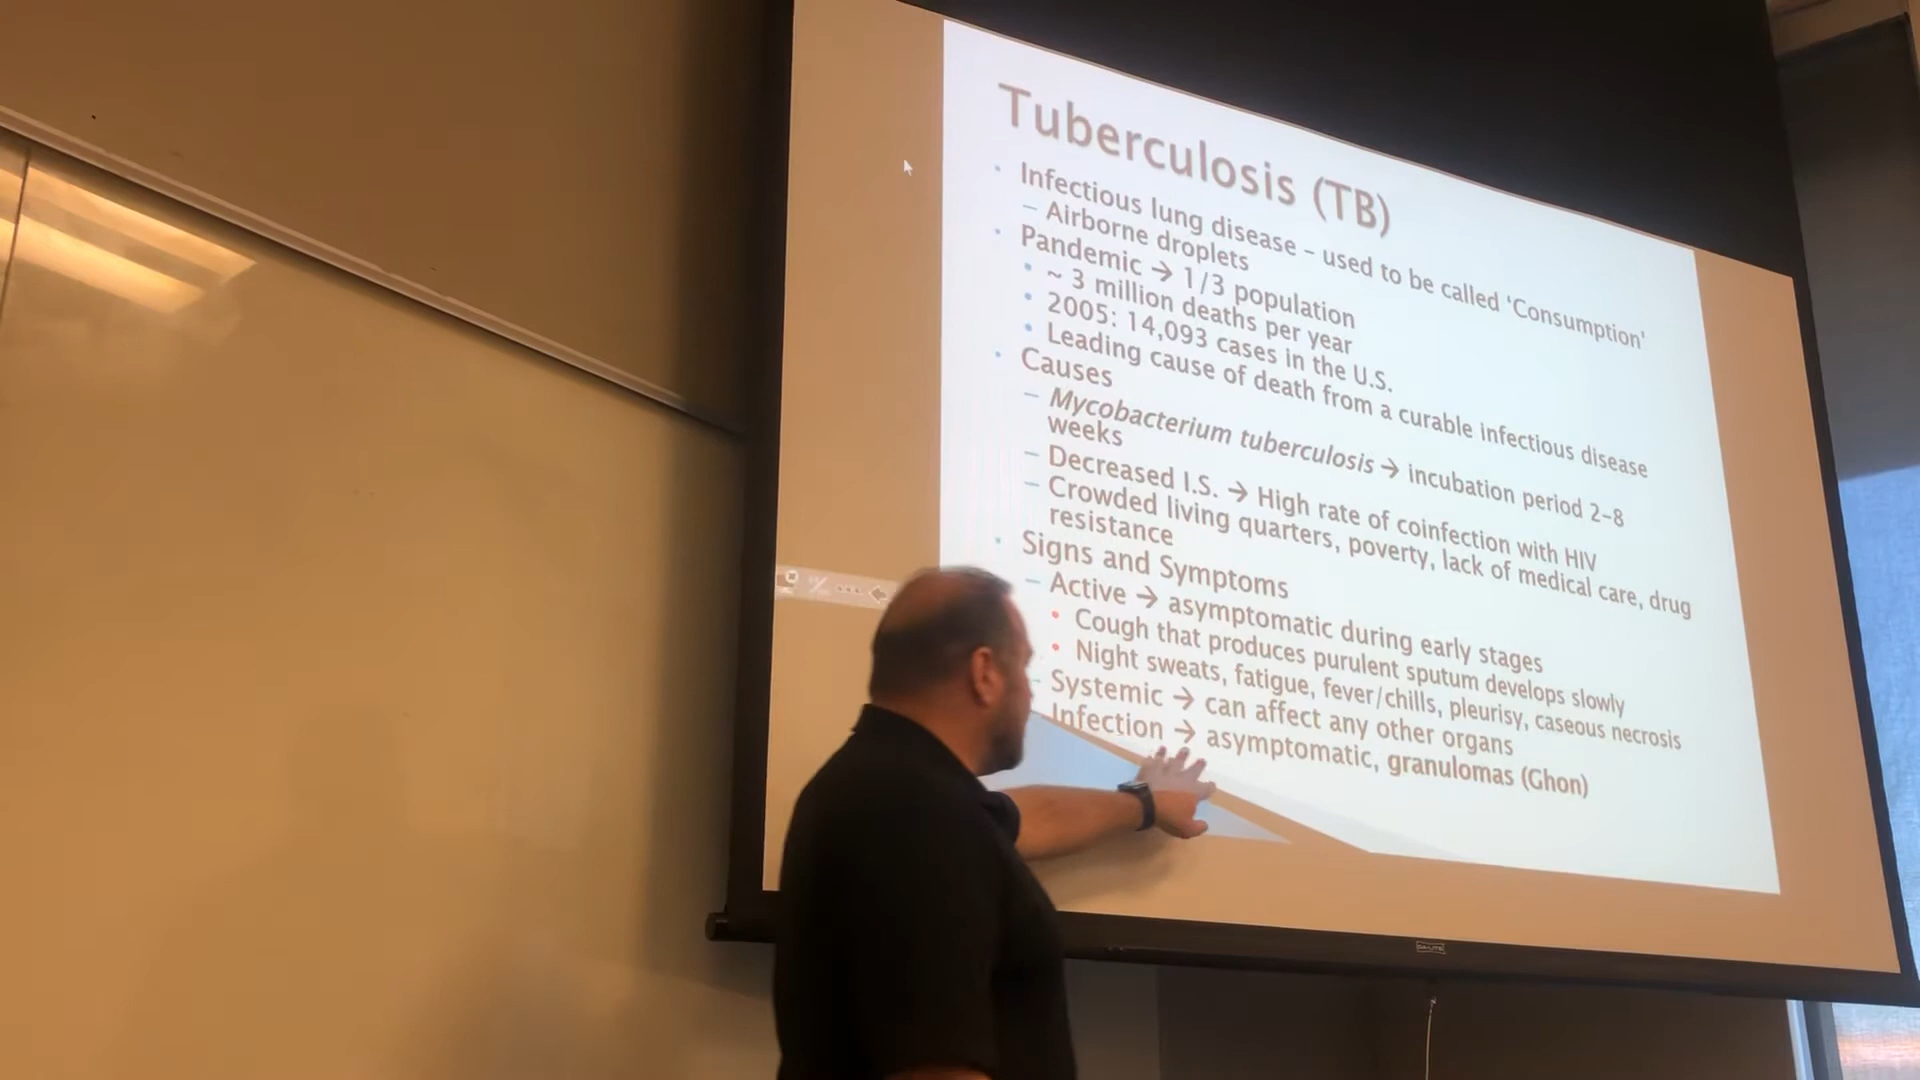 Tuberculosis (TB)
Infectious lung disease – used to be called 'Consumption'
– Airborne droplets
Pandemic → 1/3 population
~ 3 million deaths per year
2005: 14,093 cases in the U.S.
Leading cause of death from a curable infectious disease
Causes
– Mycobacterium tuberculosis → incubation period 2-8
weeks
– Decreased I.S. → High rate of coinfection with HIV
– Crowded living quarters, poverty, lack of medical care, drug
resistance
Signs and Symptoms
– Active → asymptomatic during early stages
Cough that produces purulent sputum develops slowly
Night sweats, fatigue, fever/chills, pleurisy, caseous necrosis
– Systemic → can affect any other organs
Infection → asymptomatic, granulomas (Ghon)
DA-LITE